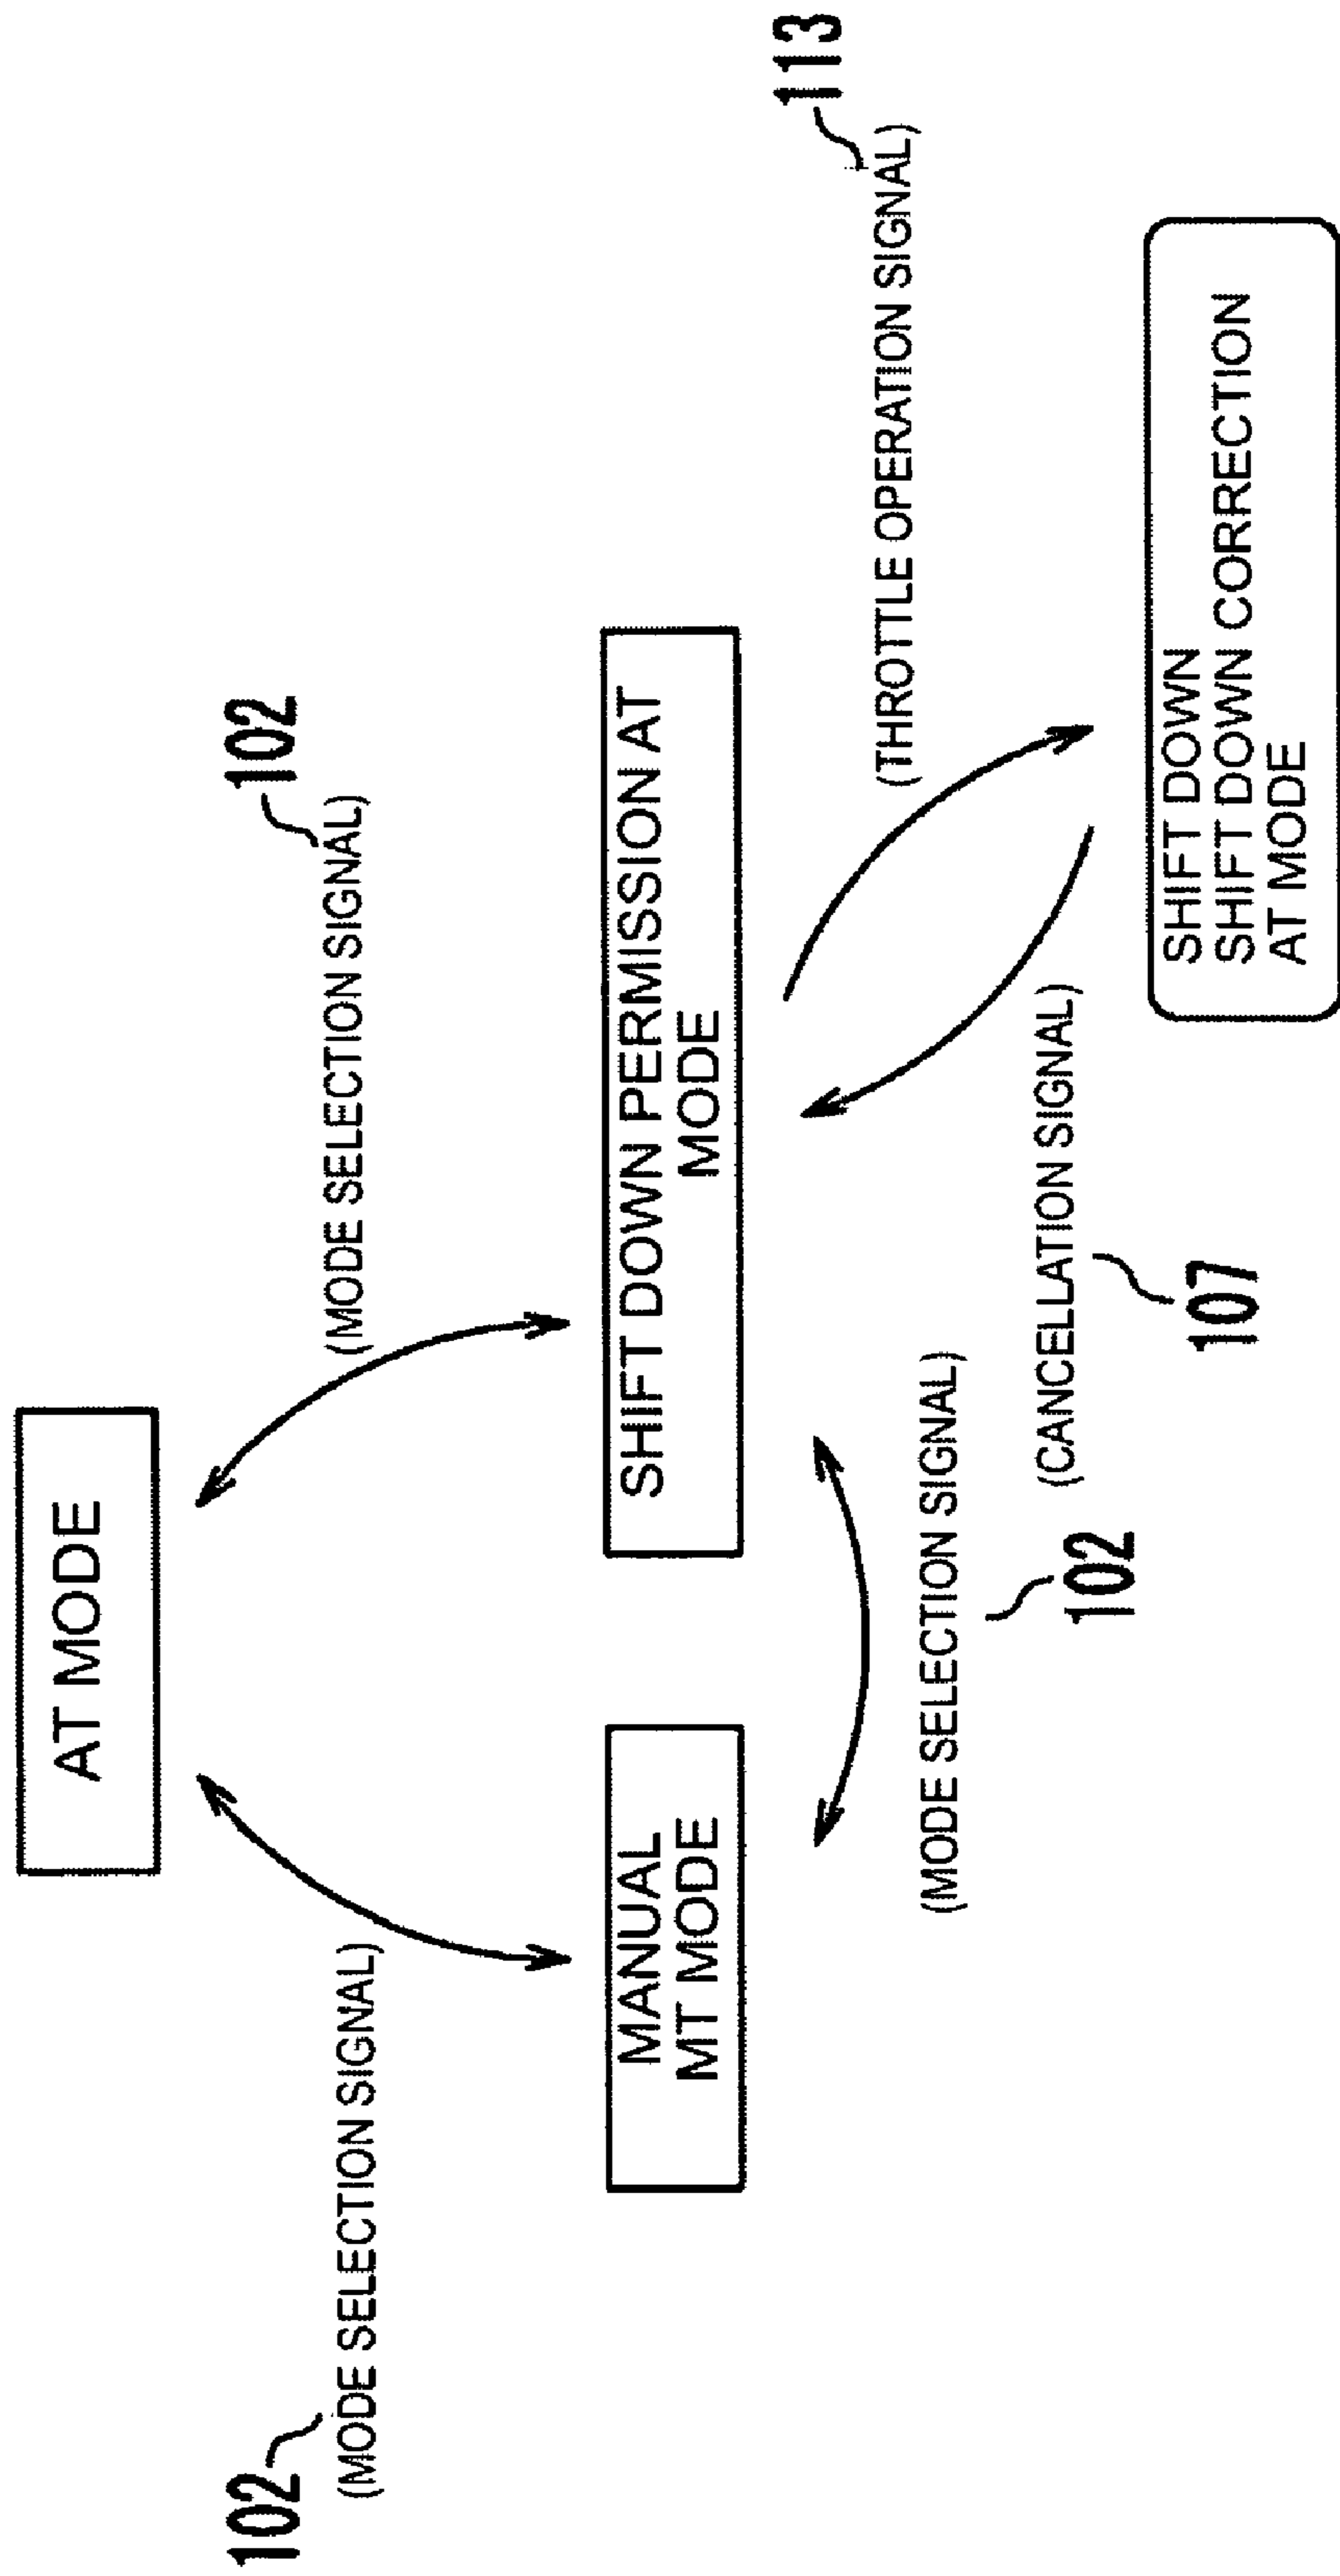 AT MODE
102
(MODE SELECTION SIGNAL)
102
(MODE SELECTION SIGNAL)
MANUAL
MT MODE
SHIFT DOWN PERMISSION AT
MODE
113
(THROTTLE OPERATION SIGNAL)
(MODE SELECTION SIGNAL)
102
(CANCELLATION SIGNAL)
107
SHIFT DOWN
SHIFT DOWN CORRECTION
AT MODE